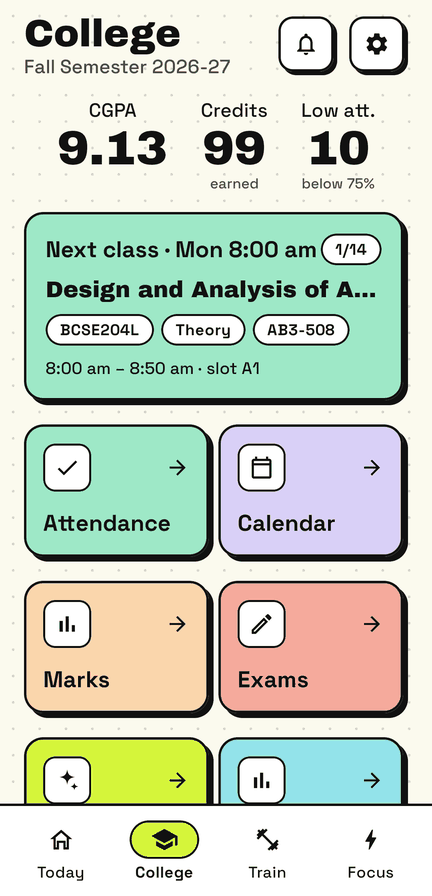 College
Fall Semester 2026-27
CGPA Credits Low att.
9.13 99 10
earned below 75%
Next class · Mon 8:00 am 1/14
Design and Analysis of A...
BCSE204L Theory AB3-508
8:00 am – 8:50 am · slot A1
Attendance Calendar
Marks Exams
Today College Train Focus